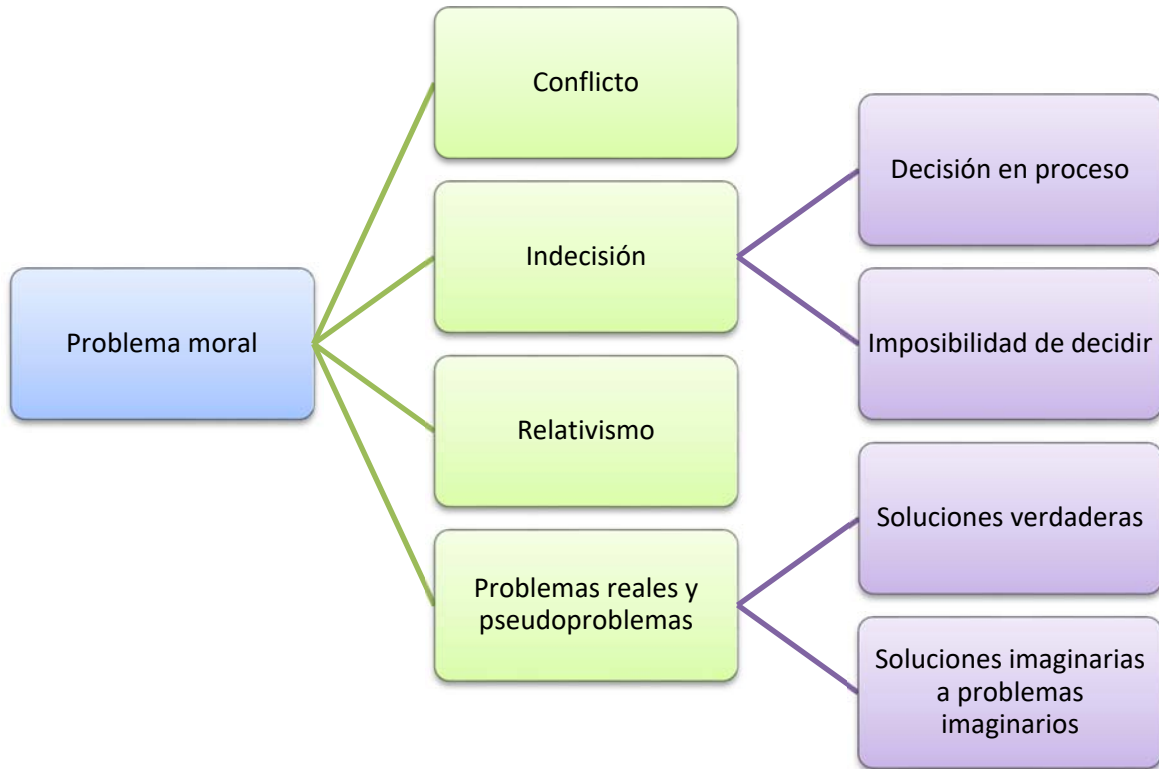 Problema moral
Conflicto
Indecisión
Relativismo
Problemas reales y
pseudoproblemas
Decisión en proceso
Imposibilidad de decidir
Soluciones verdaderas
Soluciones imaginarias
a problemas
imaginarios